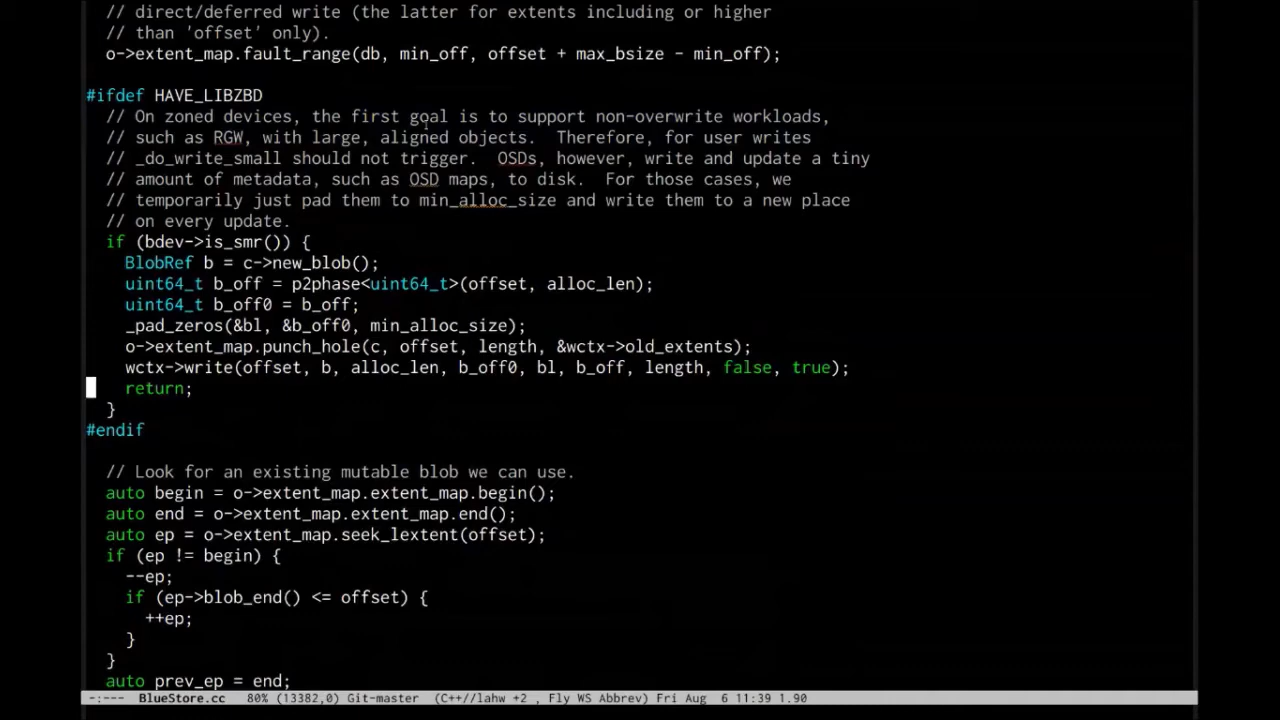 // direct/deferred write (the latter for extents including or higher
// than 'offset' only).
o->extent_map.fault_range(db, min_off, offset + max_bsize - min_off);
#ifdef HAVE_LIBZBD
// On zoned devices, the first goal is to support non-overwrite workloads,
// such as RGW, with large, aligned objects.  Therefore, for user writes
// _do_write_small should not trigger.  OSDs, however, write and update a tiny
// amount of metadata, such as OSD maps, to disk.  For those cases, we
// temporarily just pad them to min_alloc_size and write them to a new place
// on every update.
if (bdev->is_smr()) {
BlobRef b = c->new_blob();
uint64_t b_off = p2phase<uint64_t>(offset, alloc_len);
uint64_t b_off0 = b_off;
_pad_zeros(&bl, &b_off0, min_alloc_size);
o->extent_map.punch_hole(c, offset, length, &wctx->old_extents);
wctx->write(offset, b, alloc_len, b_off0, bl, b_off, length, false, true);
return;
}
#endif
// Look for an existing mutable blob we can use.
auto begin = o->extent_map.extent_map.begin();
auto end = o->extent_map.extent_map.end();
auto ep = o->extent_map.seek_lextent(offset);
if (ep != begin) {
--ep;
if (ep->blob_end() <= offset) {
++ep;
}
}
auto prev_ep = end;
-:--- BlueStore.cc 80% (13382,0) Git-master (C++//lahw +2 , Fly WS Abbrev) Fri Aug 6 11:39 1.90